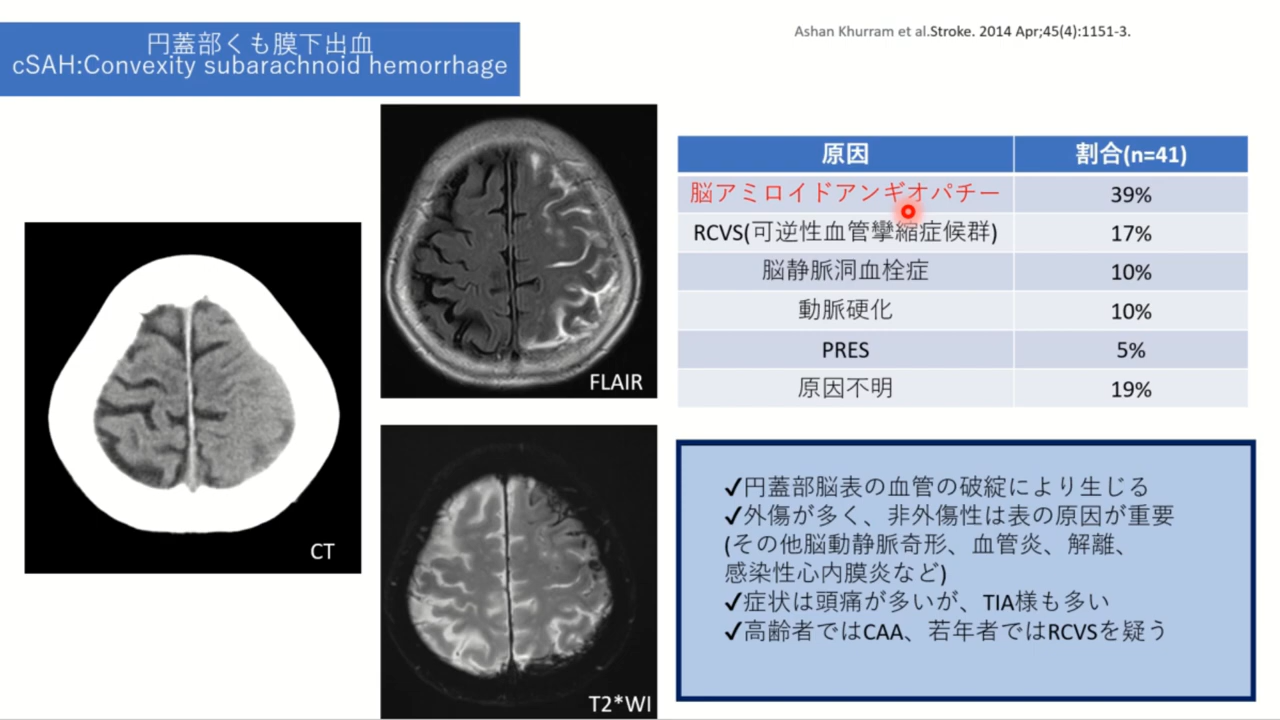 円蓋部くも膜下出血
cSAH:Convexity subarachnoid hemorrhage
Ashan Khurram et al.Stroke. 2014 Apr;45(4):1151-3.
CT
FLAIR
T2*WI
原因 割合(n=41)
脳アミロイドアンギオパチー 39%
RCVS(可逆性血管攣縮症候群) 17%
脳静脈洞血栓症 10%
動脈硬化 10%
PRES 5%
原因不明 19%
✓円蓋部脳表の血管の破綻により生じる
✓外傷が多く、非外傷性は表の原因が重要
(その他脳動静脈奇形、血管炎、解離、
感染性心内膜炎など)
✓症状は頭痛が多いが、TIA様も多い
✓高齢者ではCAA、若年者ではRCVSを疑う